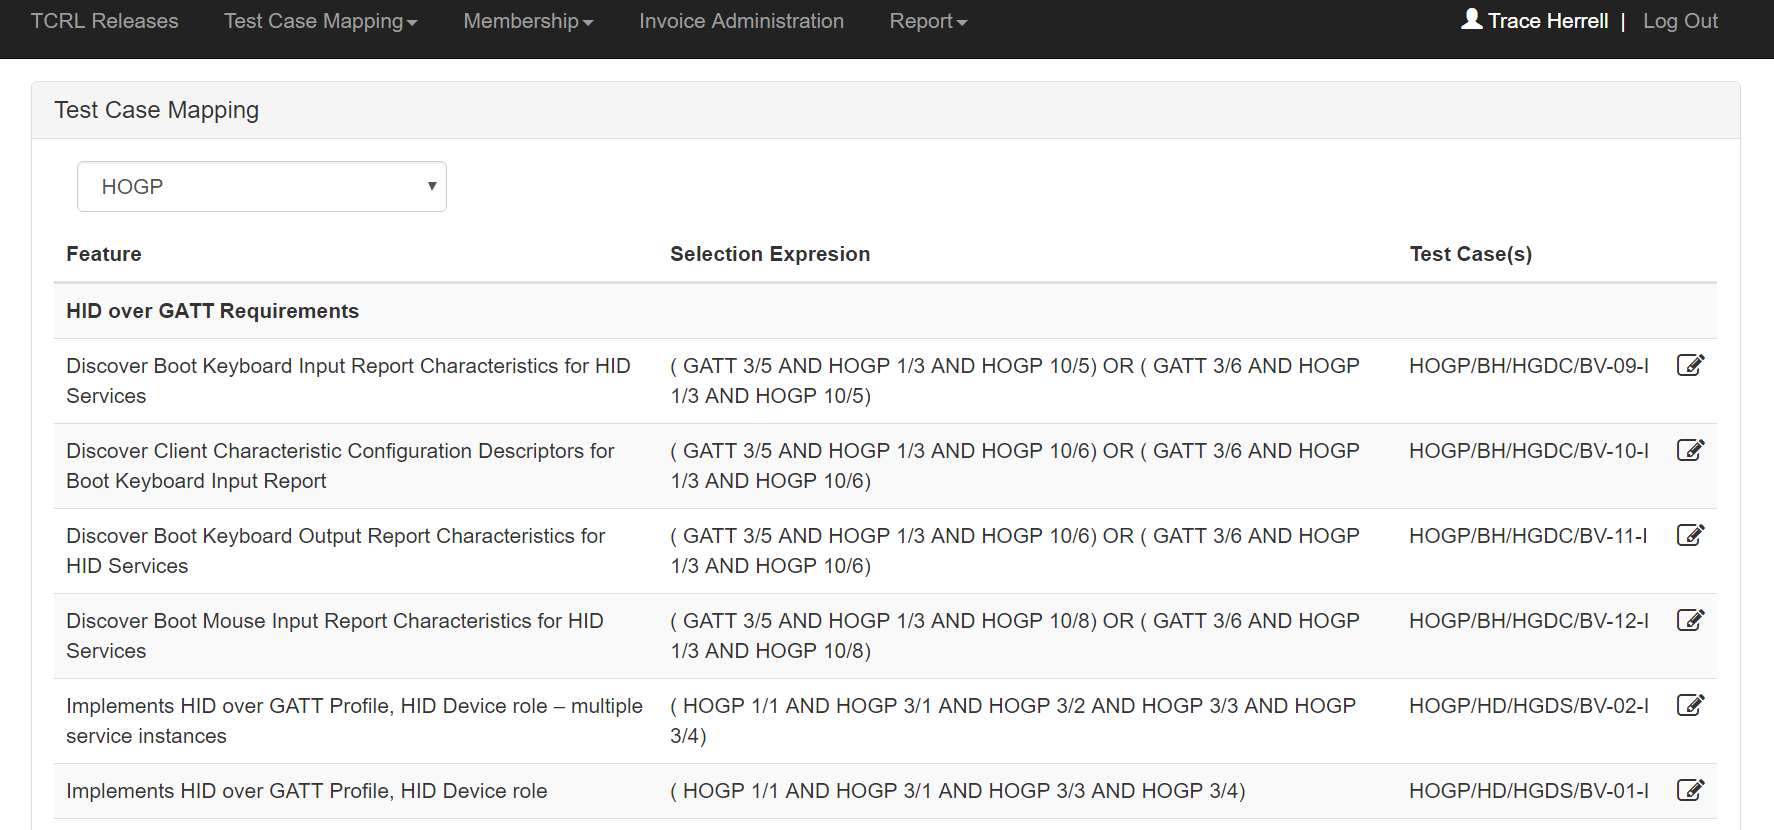 TCRL Releases Test Case Mapping Membership Invoice Administration Report Trace Herrell | Log Out
Test Case Mapping
HOGP
Feature Selection Expresion Test Case(s)
HID over GATT Requirements
Discover Boot Keyboard Input Report Characteristics for HID ( GATT 3/5 AND HOGP 1/3 AND HOGP 10/5) OR ( GATT 3/6 AND HOGP HOGP/BH/HGDC/BV-09-I
Services 1/3 AND HOGP 10/5)
Discover Client Characteristic Configuration Descriptors for ( GATT 3/5 AND HOGP 1/3 AND HOGP 10/6) OR ( GATT 3/6 AND HOGP HOGP/BH/HGDC/BV-10-I
Boot Keyboard Input Report 1/3 AND HOGP 10/6)
Discover Boot Keyboard Output Report Characteristics for ( GATT 3/5 AND HOGP 1/3 AND HOGP 10/6) OR ( GATT 3/6 AND HOGP HOGP/BH/HGDC/BV-11-I
HID Services 1/3 AND HOGP 10/6)
Discover Boot Mouse Input Report Characteristics for HID ( GATT 3/5 AND HOGP 1/3 AND HOGP 10/8) OR ( GATT 3/6 AND HOGP HOGP/BH/HGDC/BV-12-I
Services 1/3 AND HOGP 10/8)
Implements HID over GATT Profile, HID Device role – multiple ( HOGP 1/1 AND HOGP 3/1 AND HOGP 3/2 AND HOGP 3/3 AND HOGP HOGP/HD/HGDS/BV-02-I
service instances 3/4)
Implements HID over GATT Profile, HID Device role ( HOGP 1/1 AND HOGP 3/1 AND HOGP 3/3 AND HOGP 3/4) HOGP/HD/HGDS/BV-01-I